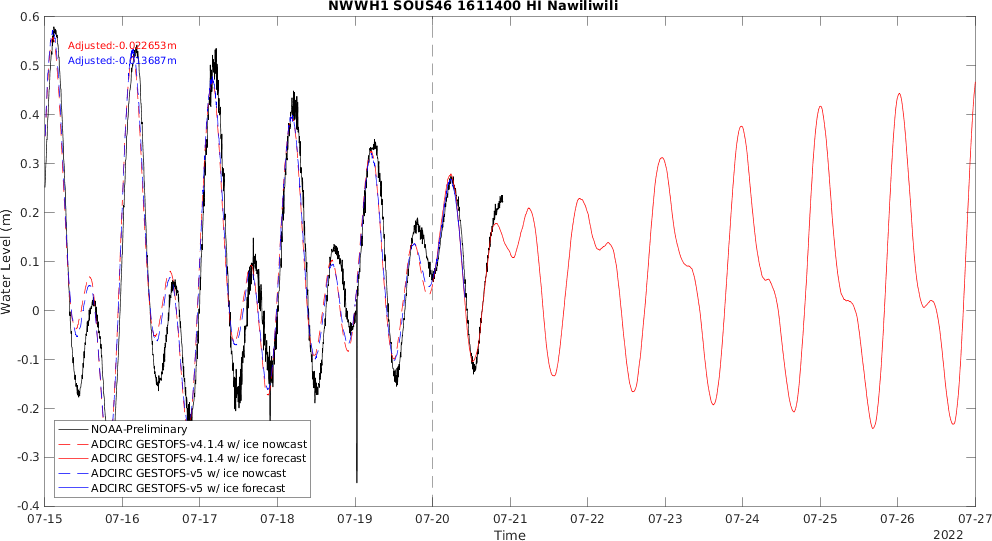 NWWH1 SOUS46 1611400 HI Nawiliwili
Adjusted:-0.022653m
Adjusted:-0.013687m
Water Level (m)
0.6
0.5
0.4
0.3
0.2
0.1
0
-0.1
-0.2
-0.3
-0.4
NOAA-Preliminary
ADCIRC GESTOFS-v4.1.4 w/ ice nowcast
ADCIRC GESTOFS-v4.1.4 w/ ice forecast
ADCIRC GESTOFS-v5 w/ ice nowcast
ADCIRC GESTOFS-v5 w/ ice forecast
07-15 07-16 07-17 07-18 07-19 07-20 07-21 07-22 07-23 07-24 07-25 07-26 07-27
Time
2022